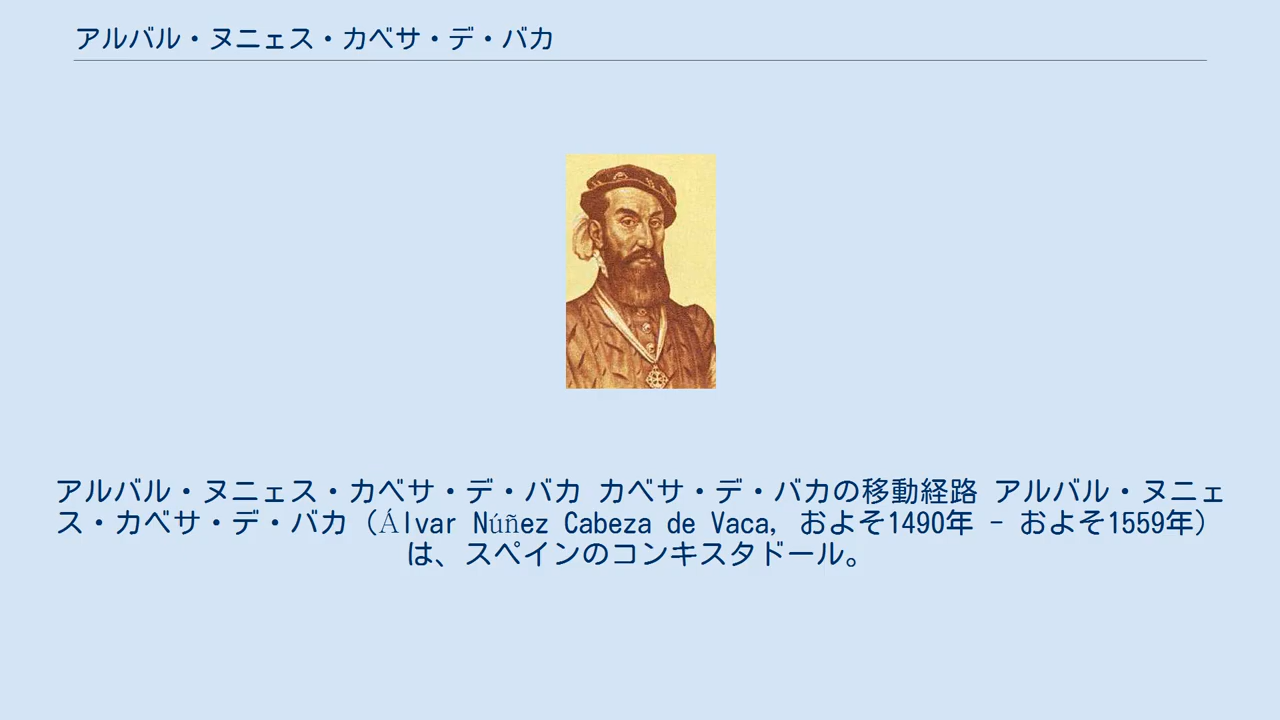 アルバル・ヌニェス・カベサ・デ・バカ
アルバル・ヌニェス・カベサ・デ・バカ カベサ・デ・バカの移動経路 アルバル・ヌニェ
ス・カベサ・デ・バカ（Álvar Núñez Cabeza de Vaca, およそ1490年 - およそ1559年）
は、スペインのコンキスタドール。